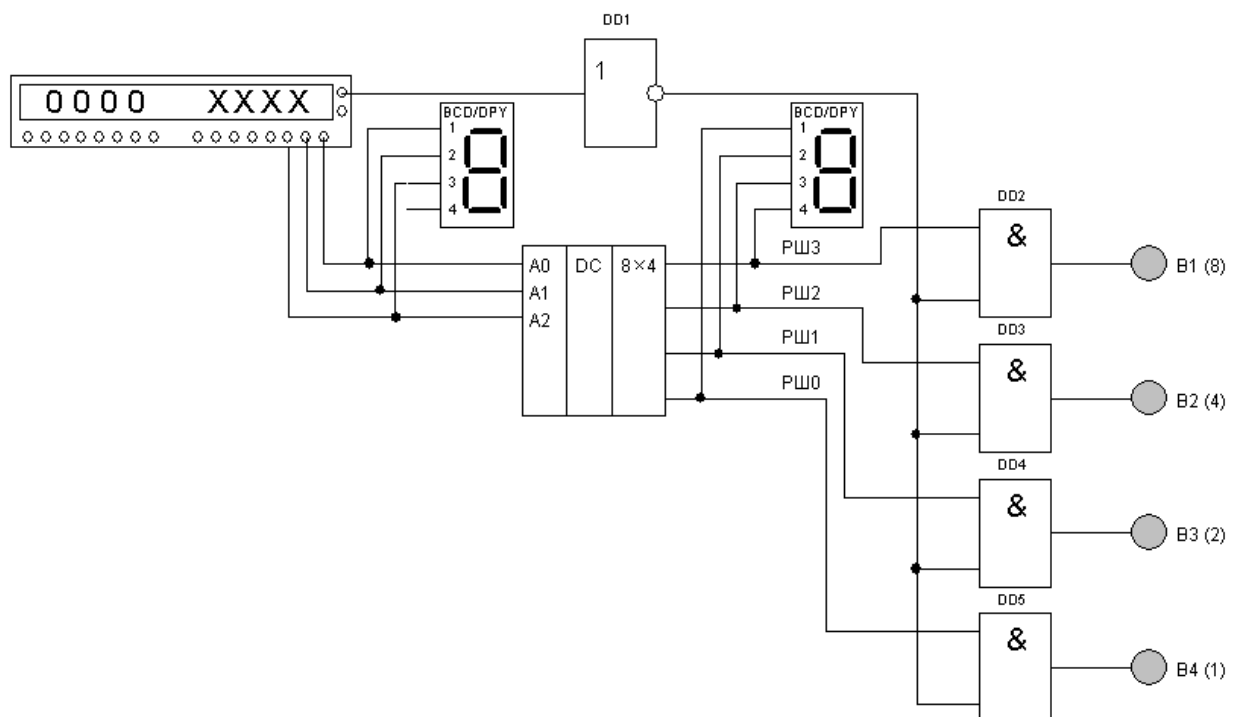 DD1
1
0000 XXXX
BCD/DPY
1
2
3
4
BCD/DPY
1
2
3
4
DD2
&
B1 (8)
A0 DC 8×4
A1
A2
РШ3
РШ2
РШ1
РШ0
DD3
&
B2 (4)
DD4
&
B3 (2)
DD5
&
B4 (1)